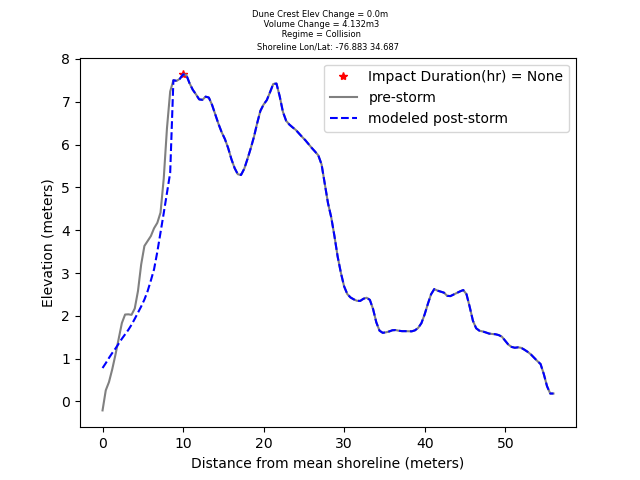 Dune Crest Elev Change = 0.0m
Volume Change = 4.132m3
Regime = Collision
Shoreline Lon/Lat: -76.883 34.687
Impact Duration(hr) = None
pre-storm
modeled post-storm
Elevation (meters)
8
7
6
5
4
3
2
1
0
0 10 20 30 40 50
Distance from mean shoreline (meters)